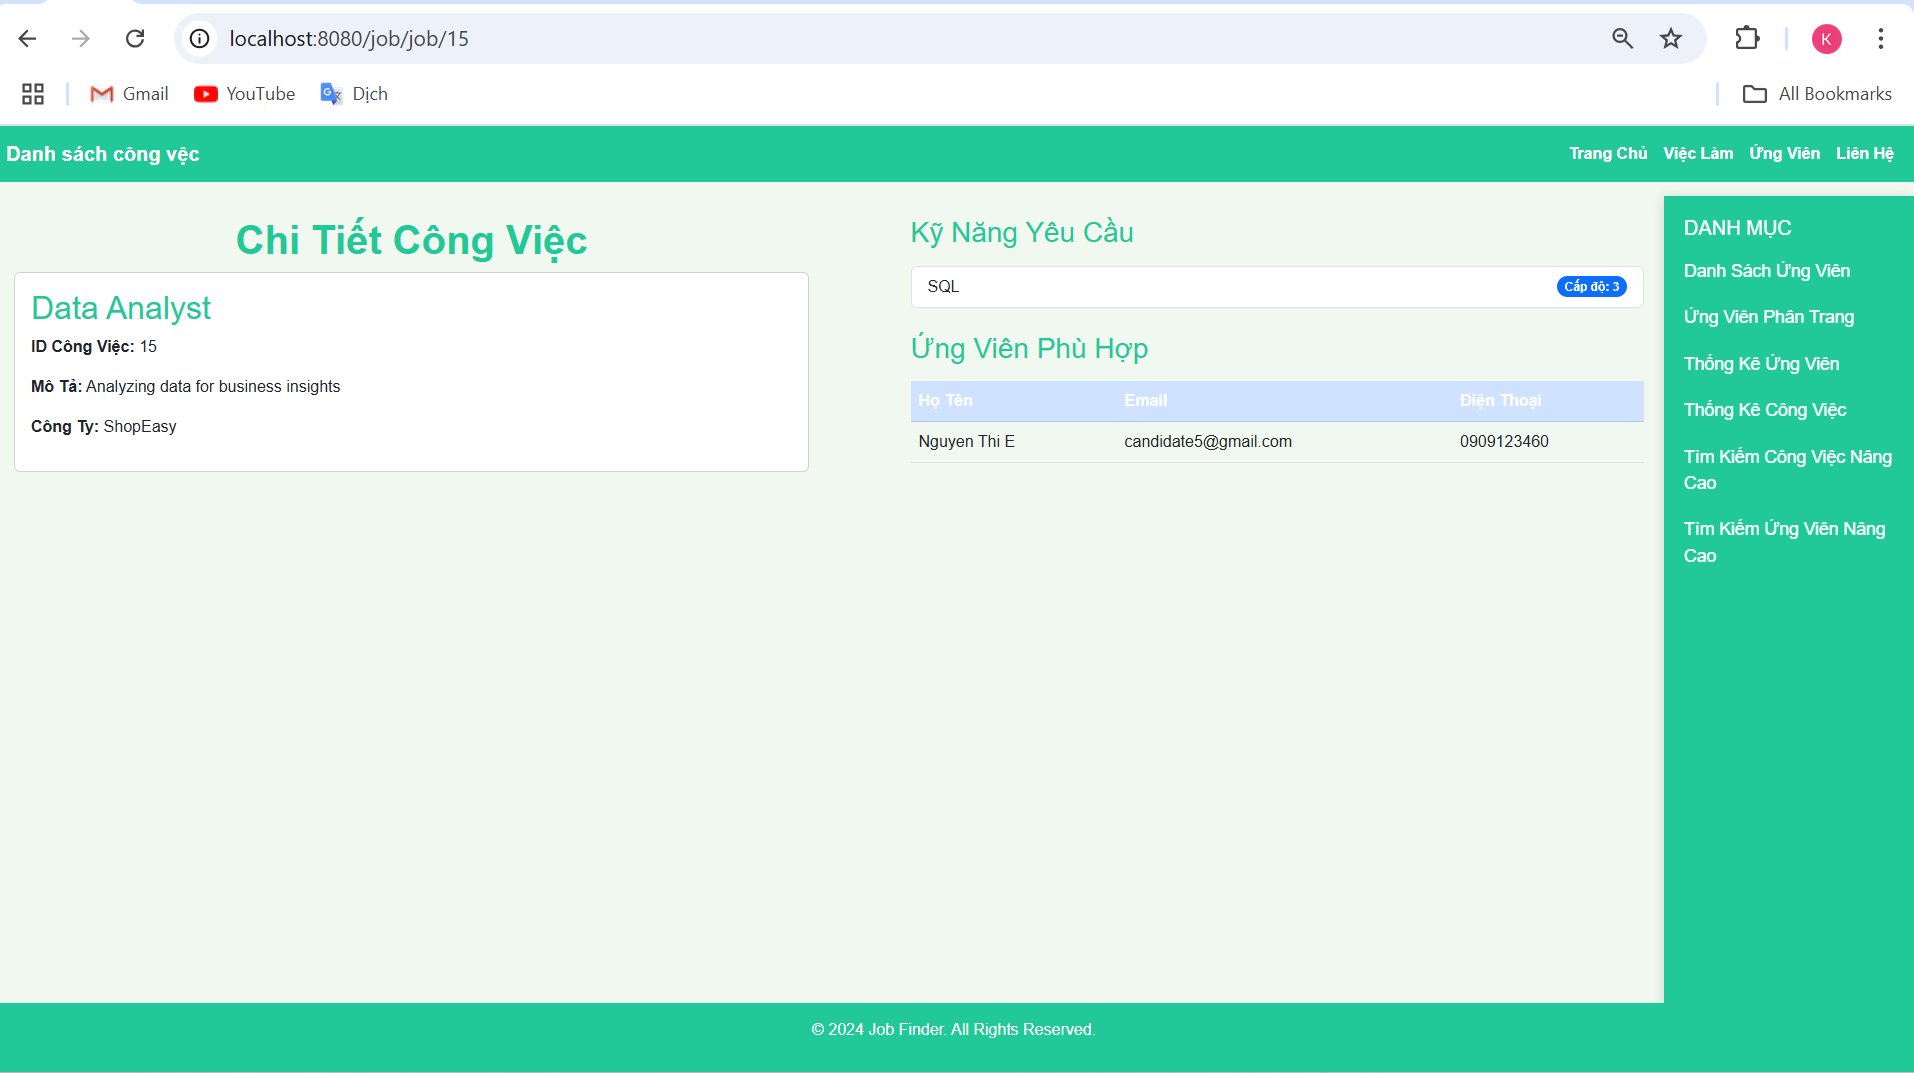 localhost:8080/job/job/15
K
Gmail
YouTube
Dịch
All Bookmarks
Danh sách công vệc
Trang Chủ
Việc Làm
Ứng Viên
Liên Hệ
Chi Tiết Công Việc
Data Analyst
ID Công Việc: 15
Mô Tả: Analyzing data for business insights
Công Ty: ShopEasy
Kỹ Năng Yêu Cầu
SQL
Cấp độ: 3
Ứng Viên Phù Hợp
Họ Tên Email Điện Thoại
Nguyen Thi E candidate5@gmail.com 0909123460
DANH MỤC
Danh Sách Ứng Viên
Ứng Viên Phân Trang
Thống Kê Ứng Viên
Thống Kê Công Việc
Tìm Kiếm Công Việc Nâng
Cao
Tìm Kiếm Ứng Viên Nâng
Cao
© 2024 Job Finder. All Rights Reserved.